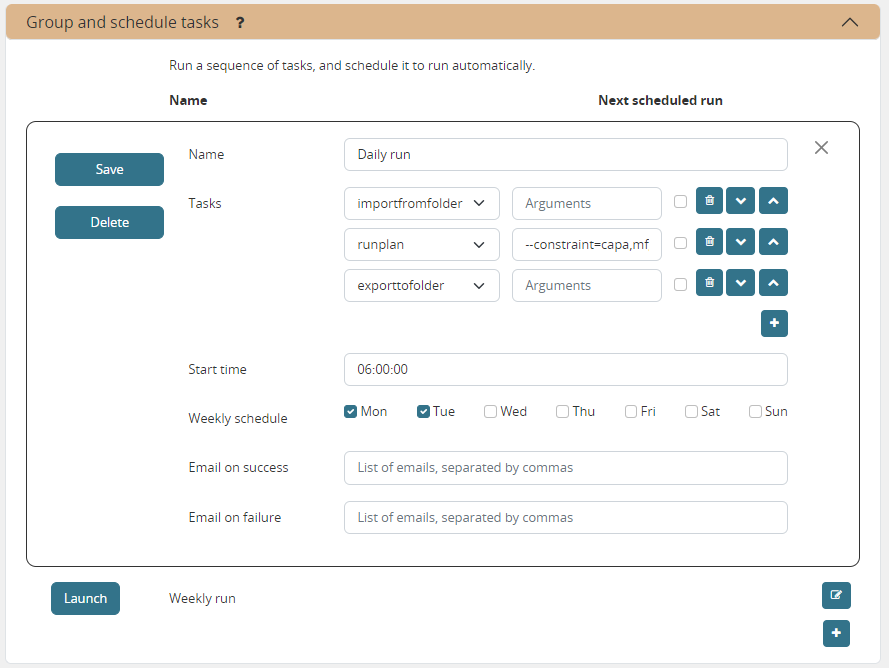 Group and schedule tasks ?
Run a sequence of tasks, and schedule it to run automatically.
Name Next scheduled run
Save
Delete
Name Daily run
Tasks importfromfolder Arguments
runplan --constraint=capa,mf
exporttofolder Arguments
Start time 06:00:00
Weekly schedule Mon Tue Wed Thu Fri Sat Sun
Email on success List of emails, separated by commas
Email on failure List of emails, separated by commas
Launch Weekly run